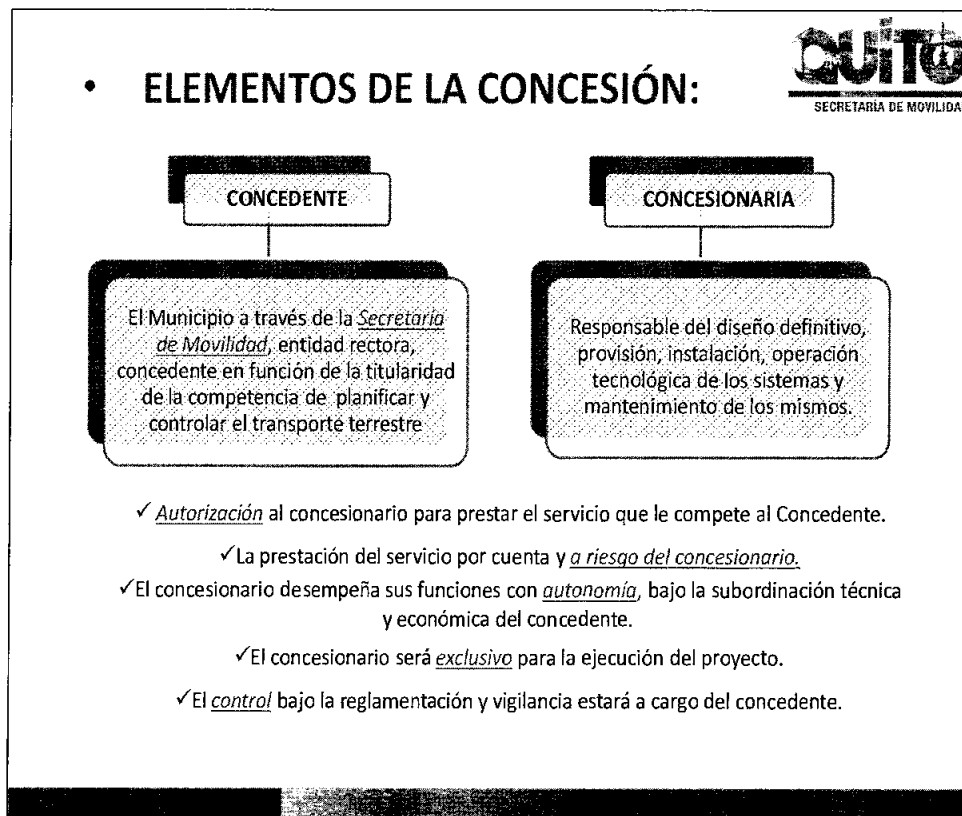 QUITO
SECRETARÍA DE MOVILIDA
• ELEMENTOS DE LA CONCESIÓN:
CONCEDENTE
El Municipio a través de la Secretaría
de Movilidad, entidad rectora,
concedente en función de la titularidad
de la competencia de planificar y
controlar el transporte terrestre
CONCESIONARIA
Responsable del diseño definitivo,
provisión, instalación, operación
tecnológica de los sistemas y
mantenimiento de los mismos.
✓ Autorización al concesionario para prestar el servicio que le compete al Concedente.
✓La prestación del servicio por cuenta y a riesgo del concesionario.
✓El concesionario desempeña sus funciones con autonomía, bajo la subordinación técnica
y económica del concedente.
✓El concesionario será exclusivo para la ejecución del proyecto.
✓El control bajo la reglamentación y vigilancia estará a cargo del concedente.